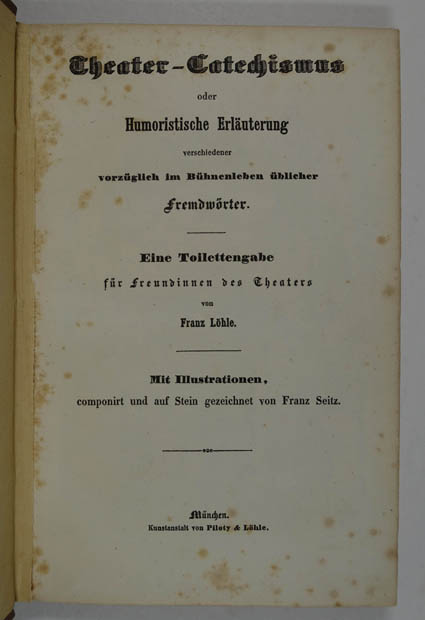 Theater-Catechismus
oder
Humoristische Erläuterung
verschiedener
vorzüglich im Bühnenleben üblicher
Fremdwörter.
Eine Toilettengabe
für Freundinnen des Theaters
von
Franz Löhle.
Mit Illustrationen,
componirt und auf Stein gezeichnet von Franz Seitz.
München.
Kunstanstalt von Piloty & Löhle.